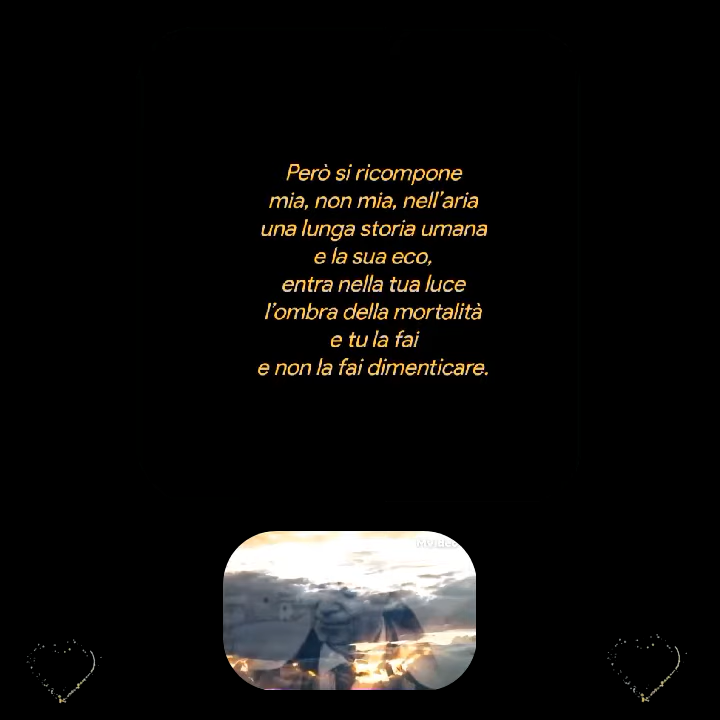 Però si ricompone
mia, non mia, nell'aria
una lunga storia umana
e la sua eco,
entra nella tua luce
l'ombra della mortalità
e tu la fai
e non la fai dimenticare.